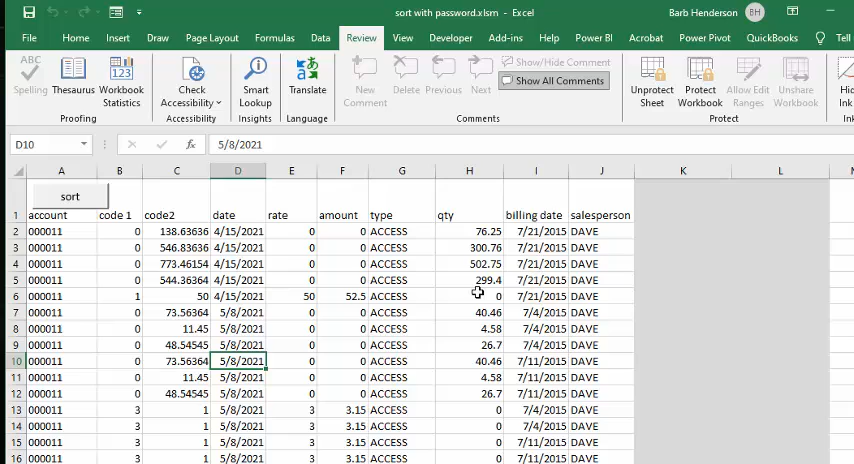 sort with password.xlsm - Excel
Barb Henderson BH
File Home Insert Draw Page Layout Formulas Data Review View Developer Add-ins Help Power BI Acrobat Power Pivot QuickBooks Tell
ABC Spelling Thesaurus 123 Workbook Statistics Check Accessibility Smart Lookup Translate New Comment Delete Previous Next Show/Hide Comment Show All Comments Unprotect Sheet Protect Workbook Allow Edit Ranges Unshare Workbook Hide Ink
Proofing Accessibility Insights Language Comments Protect Ink
D10 fx 5/8/2021
A B C D E F G H I J K L M
sort
1 account code 1 code2 date rate amount type qty billing date salesperson
2 000011 0 138.63636 4/15/2021 0 0 ACCESS 76.25 7/21/2015 DAVE
3 000011 0 546.83636 4/15/2021 0 0 ACCESS 300.76 7/21/2015 DAVE
4 000011 0 773.46154 4/15/2021 0 0 ACCESS 502.75 7/21/2015 DAVE
5 000011 0 544.36364 4/15/2021 0 0 ACCESS 299.4 7/21/2015 DAVE
6 000011 1 50 4/15/2021 50 52.5 ACCESS 0 7/21/2015 DAVE
7 000011 0 73.56364 5/8/2021 0 0 ACCESS 40.46 7/4/2015 DAVE
8 000011 0 11.45 5/8/2021 0 0 ACCESS 4.58 7/4/2015 DAVE
9 000011 0 48.54545 5/8/2021 0 0 ACCESS 26.7 7/4/2015 DAVE
10 000011 0 73.56364 5/8/2021 0 0 ACCESS 40.46 7/11/2015 DAVE
11 000011 0 11.45 5/8/2021 0 0 ACCESS 4.58 7/11/2015 DAVE
12 000011 0 48.54545 5/8/2021 0 0 ACCESS 26.7 7/11/2015 DAVE
13 000011 3 1 5/8/2021 3 3.15 ACCESS 0 7/4/2015 DAVE
14 000011 3 1 5/8/2021 3 3.15 ACCESS 0 7/4/2015 DAVE
15 000011 3 1 5/8/2021 3 3.15 ACCESS 0 7/11/2015 DAVE
16 000011 3 1 5/8/2021 3 3.15 ACCESS 0 7/11/2015 DAVE